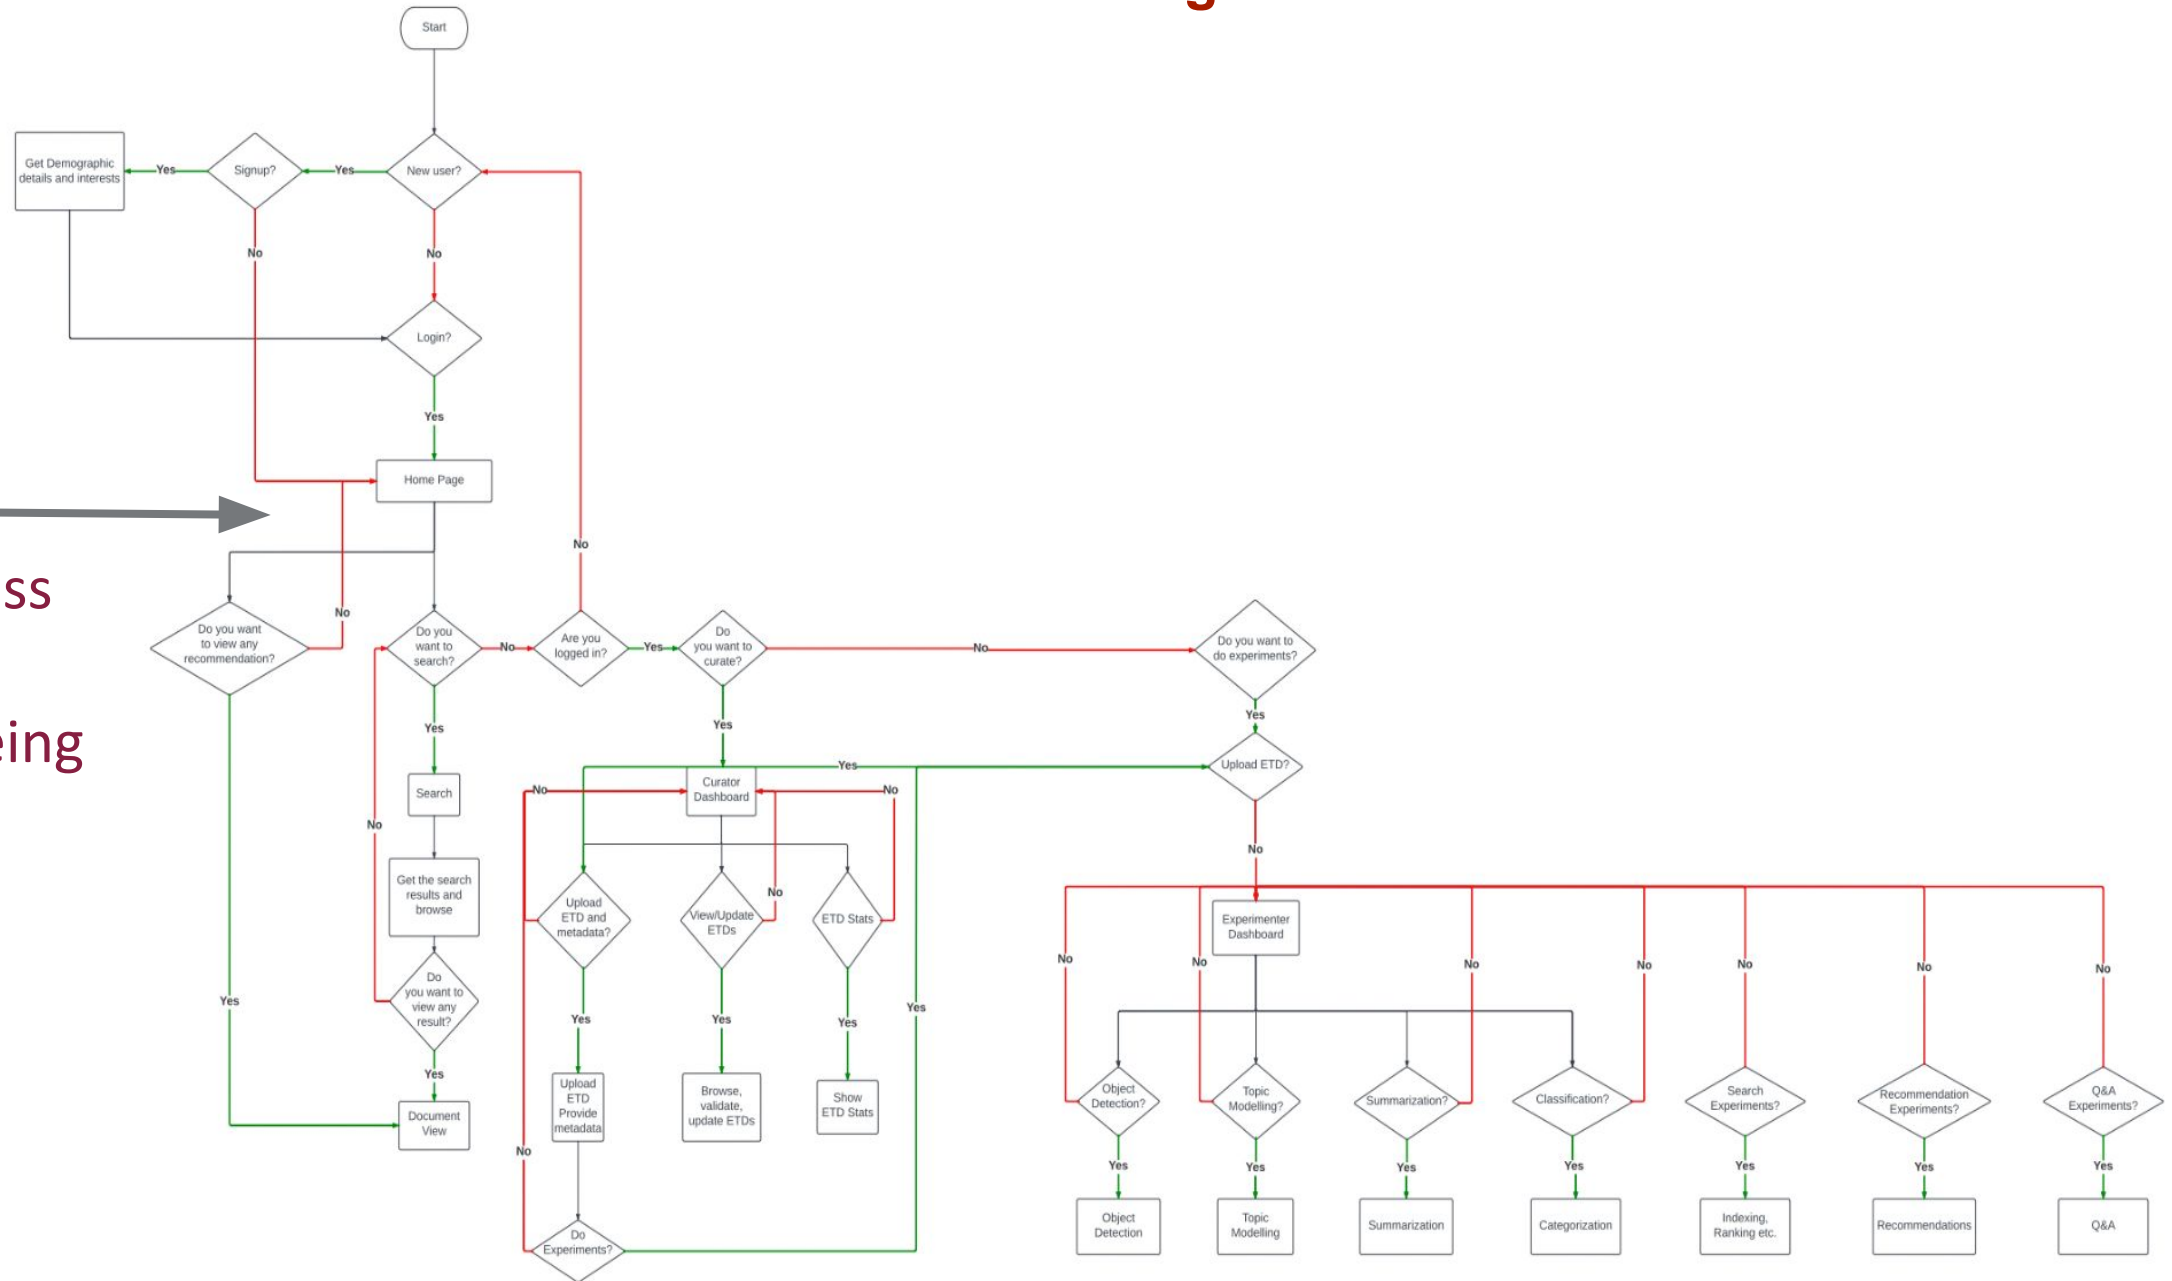 g
Start
Get Demographic
details and interests
Yes
Signup?
Yes
New user?
No
No
Login?
Yes
Home Page
No
ss
No
Do you want
to view any
recommendation?
Do you
want to
search?
No
Are you
logged in?
Yes
Do
you want to
curate?
No
Do you want to
do experiments?
Yes
Yes
Yes
eing
Yes
Upload ETD?
Search
Curator
Dashboard
No
No
No
No
Get the search
results and
browse
Upload
ETD and
metadata?
View/Update
ETDs
No
ETD Stats
Experimenter
Dashboard
No
No
No
No
No
No
No
Do
you want to
view any
result?
Yes
Yes
Yes
Yes
Yes
Yes
Document
View
Upload
ETD
Provide
metadata
Browse,
validate,
update ETDs
Show
ETD Stats
Object
Detection?
Topic
Modelling?
Summarization?
Classification?
Search
Experiments?
Recommendation
Experiments?
Q&A
Experiments?
No
Yes
Yes
Yes
Yes
Yes
Yes
Yes
Do
Experiments?
Object
Detection
Topic
Modelling
Summarization
Categorization
Indexing,
Ranking etc.
Recommendations
Q&A